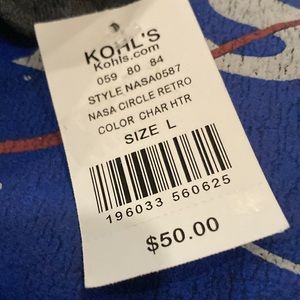 KOHL'S
Kohls.com
059 80 84
STYLE NASA0587
NASA CIRCLE RETRO
COLOR CHAR HTR
SIZE L
196033 560625
$50.00